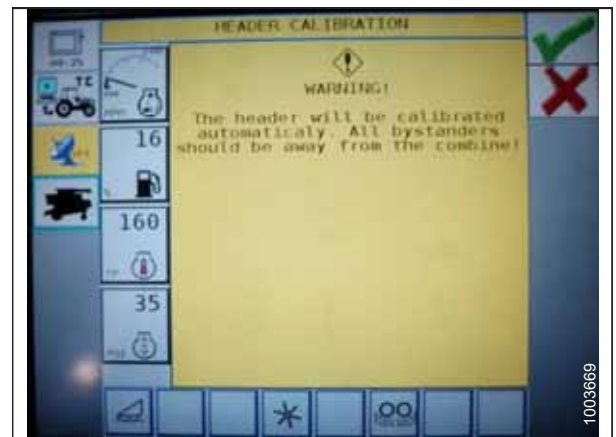 HEADER CALIBRATION
WARNING!
The header will be calibrated
automaticaly. All bystanders
should be away from the combine!
TC
16
160
35
1003669